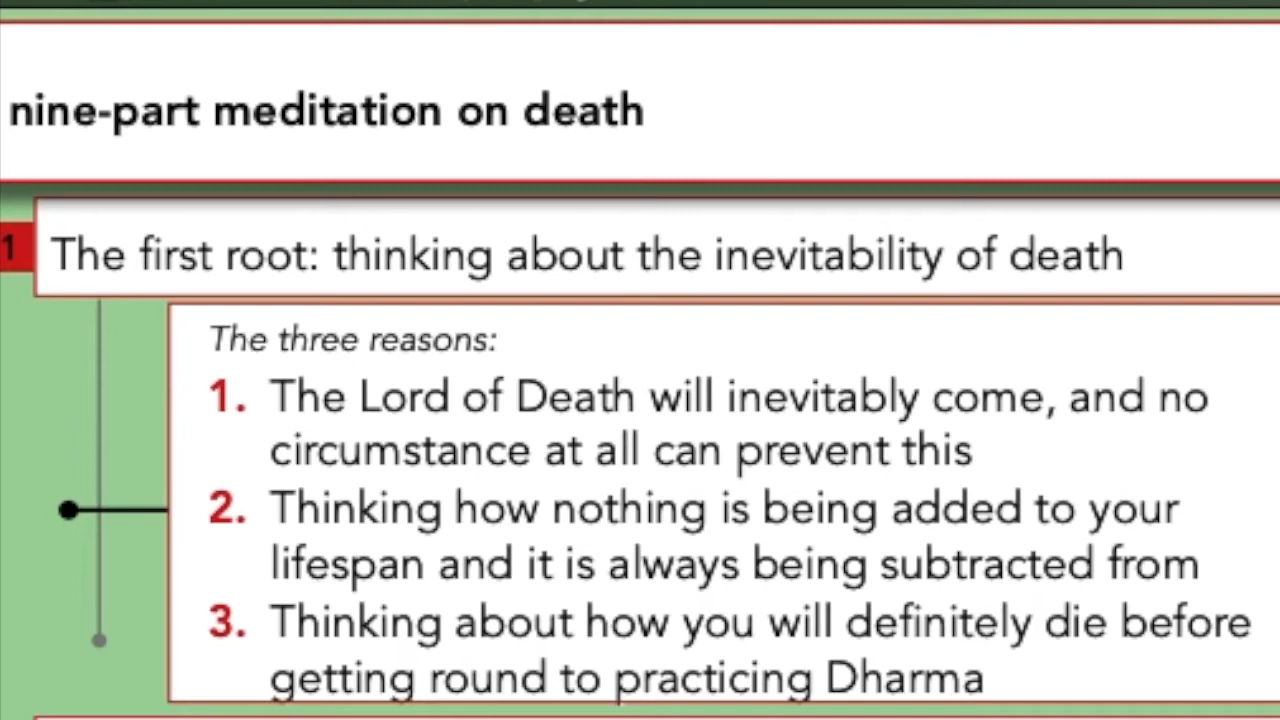 nine-part meditation on death
1 The first root: thinking about the inevitability of death
The three reasons:
1. The Lord of Death will inevitably come, and no
circumstance at all can prevent this
2. Thinking how nothing is being added to your
lifespan and it is always being subtracted from
3. Thinking about how you will definitely die before
getting round to practicing Dharma